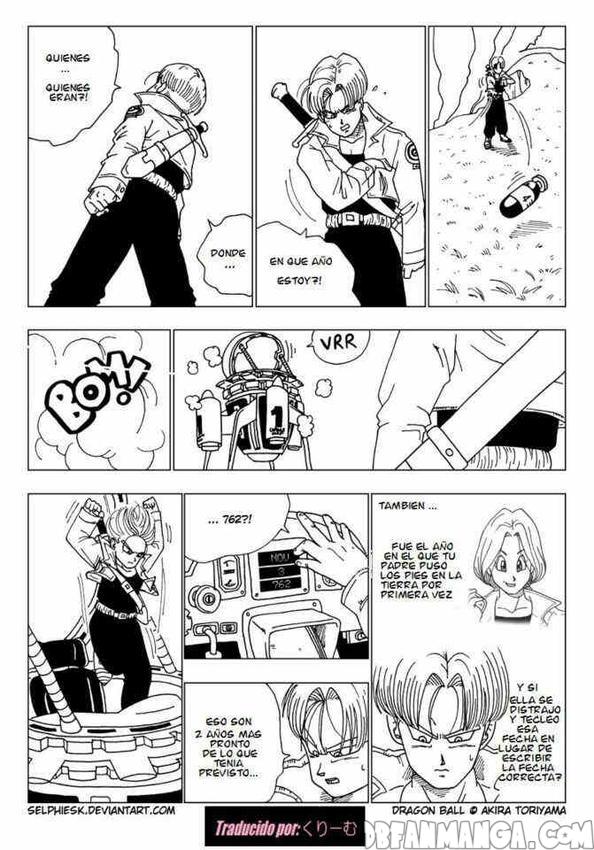 QUIENES
...
QUIENES
ERAN?!
DONDE
...
EN QUE AÑO
ESTOY?!
4
BOM!
1
VRR
... 762?!
NOV
3
762
TAMBIEN ...
FUE EL AÑO
EN EL QUE TU
PADRE PUSO
LOS PIES EN LA
TIERRA POR
PRIMERA VEZ
ESO SON
2 AÑOS MAS
PRONTO
DE LO QUE
TENIA
PREVISTO...
Y SI
ELLA SE
DISTRAJO
Y TECLEO
ESA
FECHA EN
LUGAR DE
ESCRIBIR
LA FECHA
CORRECTA?
SELPHIESK.DEVIANTART.COM
DRAGON BALL © AKIRA TORIYAMA
Traducido por: くりーむ
DBFANMANGA.COM